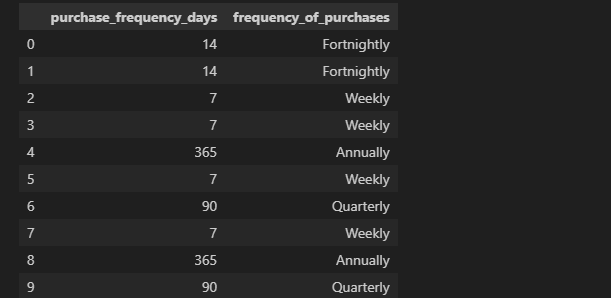 purchase_frequency_days frequency_of_purchases
0 14 Fortnightly
1 14 Fortnightly
2 7 Weekly
3 7 Weekly
4 365 Annually
5 7 Weekly
6 90 Quarterly
7 7 Weekly
8 365 Annually
9 90 Quarterly